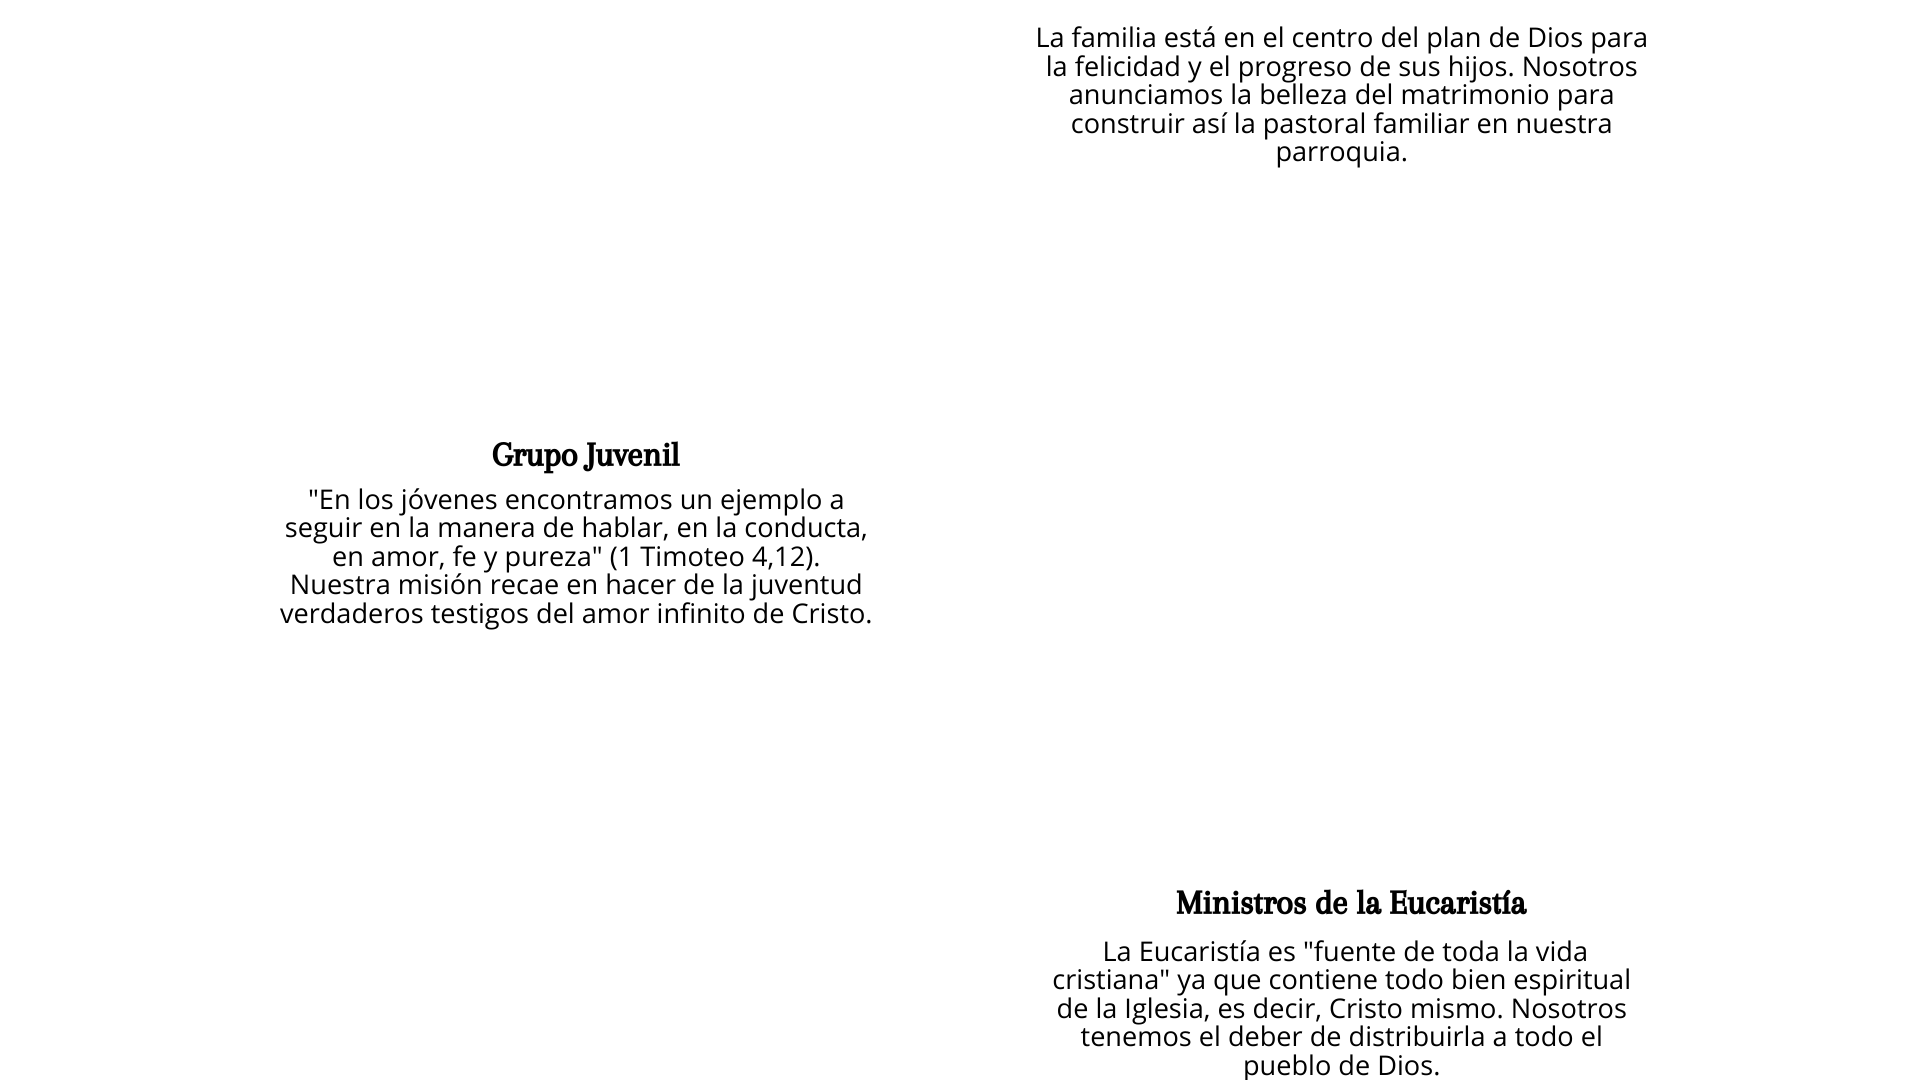 La familia está en el centro del plan de Dios para
la felicidad y el progreso de sus hijos. Nosotros
anunciamos la belleza del matrimonio para
construir así la pastoral familiar en nuestra
parroquia.
Grupo Juvenil
"En los jóvenes encontramos un ejemplo a
seguir en la manera de hablar, en la conducta,
en amor, fe y pureza" (1 Timoteo 4,12).
Nuestra misión recae en hacer de la juventud
verdaderos testigos del amor infinito de Cristo.
Ministros de la Eucaristía
La Eucaristía es "fuente de toda la vida
cristiana" ya que contiene todo bien espiritual
de la Iglesia, es decir, Cristo mismo. Nosotros
tenemos el deber de distribuirla a todo el
pueblo de Dios.